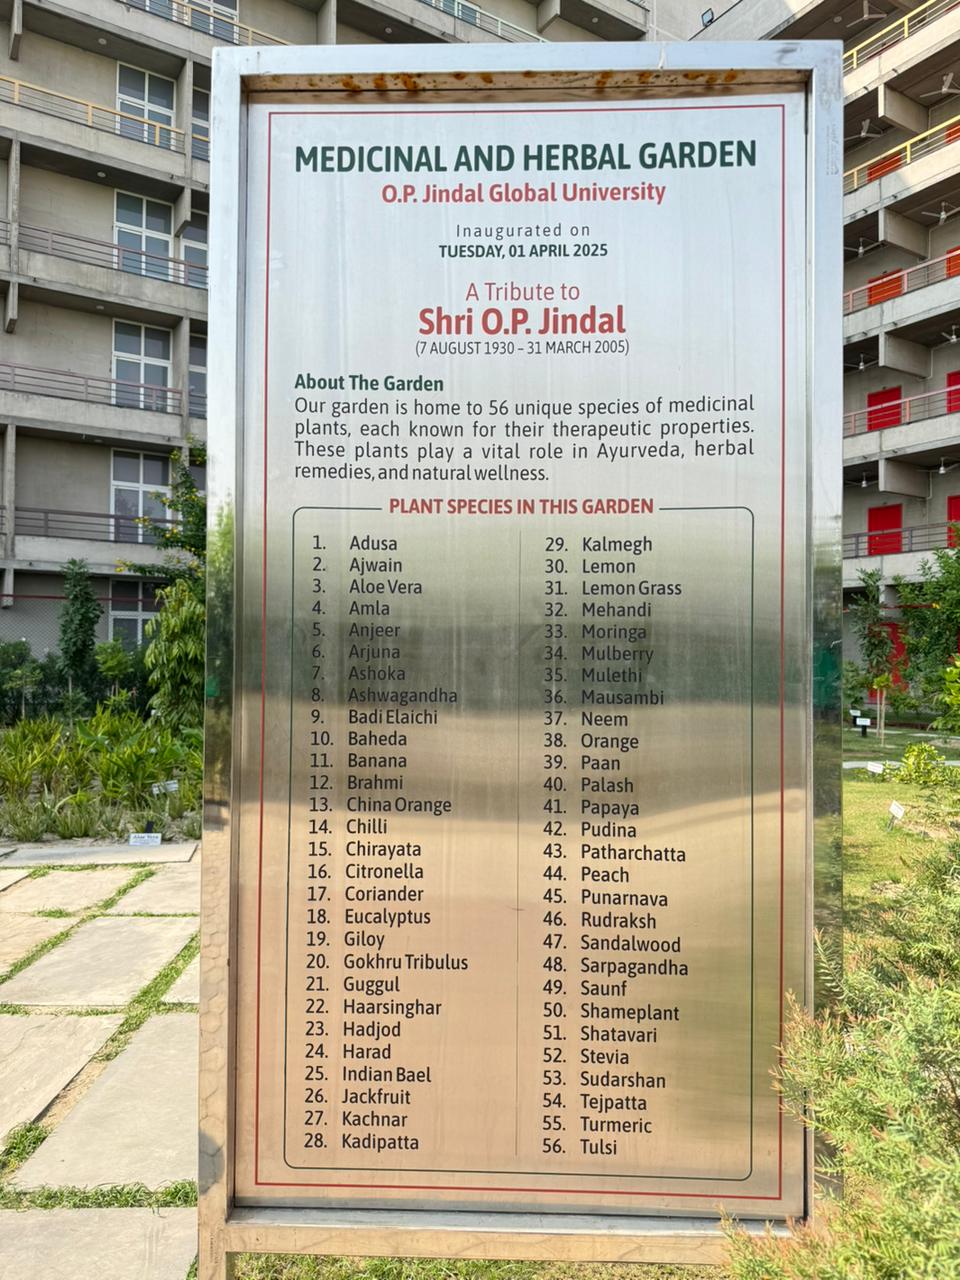 MEDICINAL AND HERBAL GARDEN
O.P. Jindal Global University
Inaugurated on
TUESDAY, 01 APRIL 2025
A Tribute to
Shri O.P. Jindal
(7 AUGUST 1930 – 31 MARCH 2005)
About The Garden
Our garden is home to 56 unique species of medicinal
plants, each known for their therapeutic properties.
These plants play a vital role in Ayurveda, herbal
remedies, and natural wellness.
PLANT SPECIES IN THIS GARDEN
1. Adusa
2. Ajwain
3. Aloe Vera
4. Amla
5. Anjeer
6. Arjuna
7. Ashoka
8. Ashwagandha
9. Badi Elaichi
10. Baheda
11. Banana
12. Brahmi
13. China Orange
14. Chilli
15. Chirayata
16. Citronella
17. Coriander
18. Eucalyptus
19. Giloy
20. Gokhru Tribulus
21. Guggul
22. Haarsinghar
23. Hadjod
24. Harad
25. Indian Bael
26. Jackfruit
27. Kachnar
28. Kadipatta
29. Kalmegh
30. Lemon
31. Lemon Grass
32. Mehandi
33. Moringa
34. Mulberry
35. Mulethi
36. Mausambi
37. Neem
38. Orange
39. Paan
40. Palash
41. Papaya
42. Pudina
43. Patharchatta
44. Peach
45. Punarnava
46. Rudraksh
47. Sandalwood
48. Sarpagandha
49. Saunf
50. Shameplant
51. Shatavari
52. Stevia
53. Sudarshan
54. Tejpatta
55. Turmeric
56. Tulsi
Aloe Vera